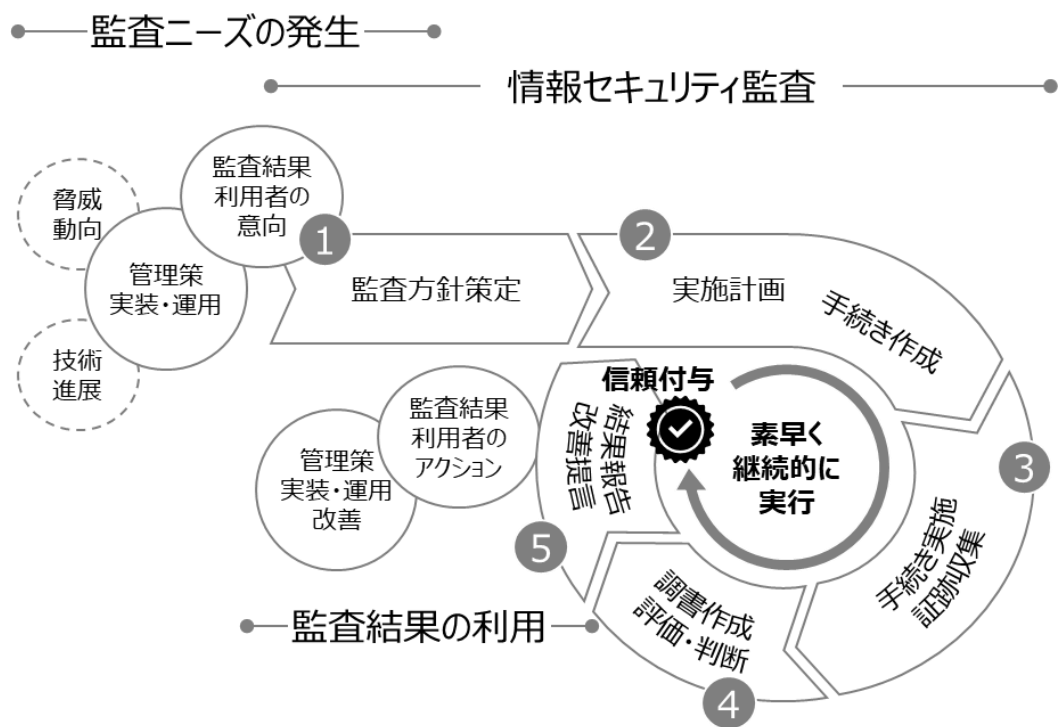 監査ニーズの発生
情報セキュリティ監査
脅威
動向
管理策
実装・運用
技術
進展
監査結果
利用者の
意向
1
監査方針策定
2
実施計画
手続き作成
3
手続き実施
証跡収集
4
調書作成
評価・判断
5
結果報告
改善提言
信頼付与
素早く
継続的に
実行
監査結果
利用者の
アクション
管理策
実装・運用
改善
監査結果の利用